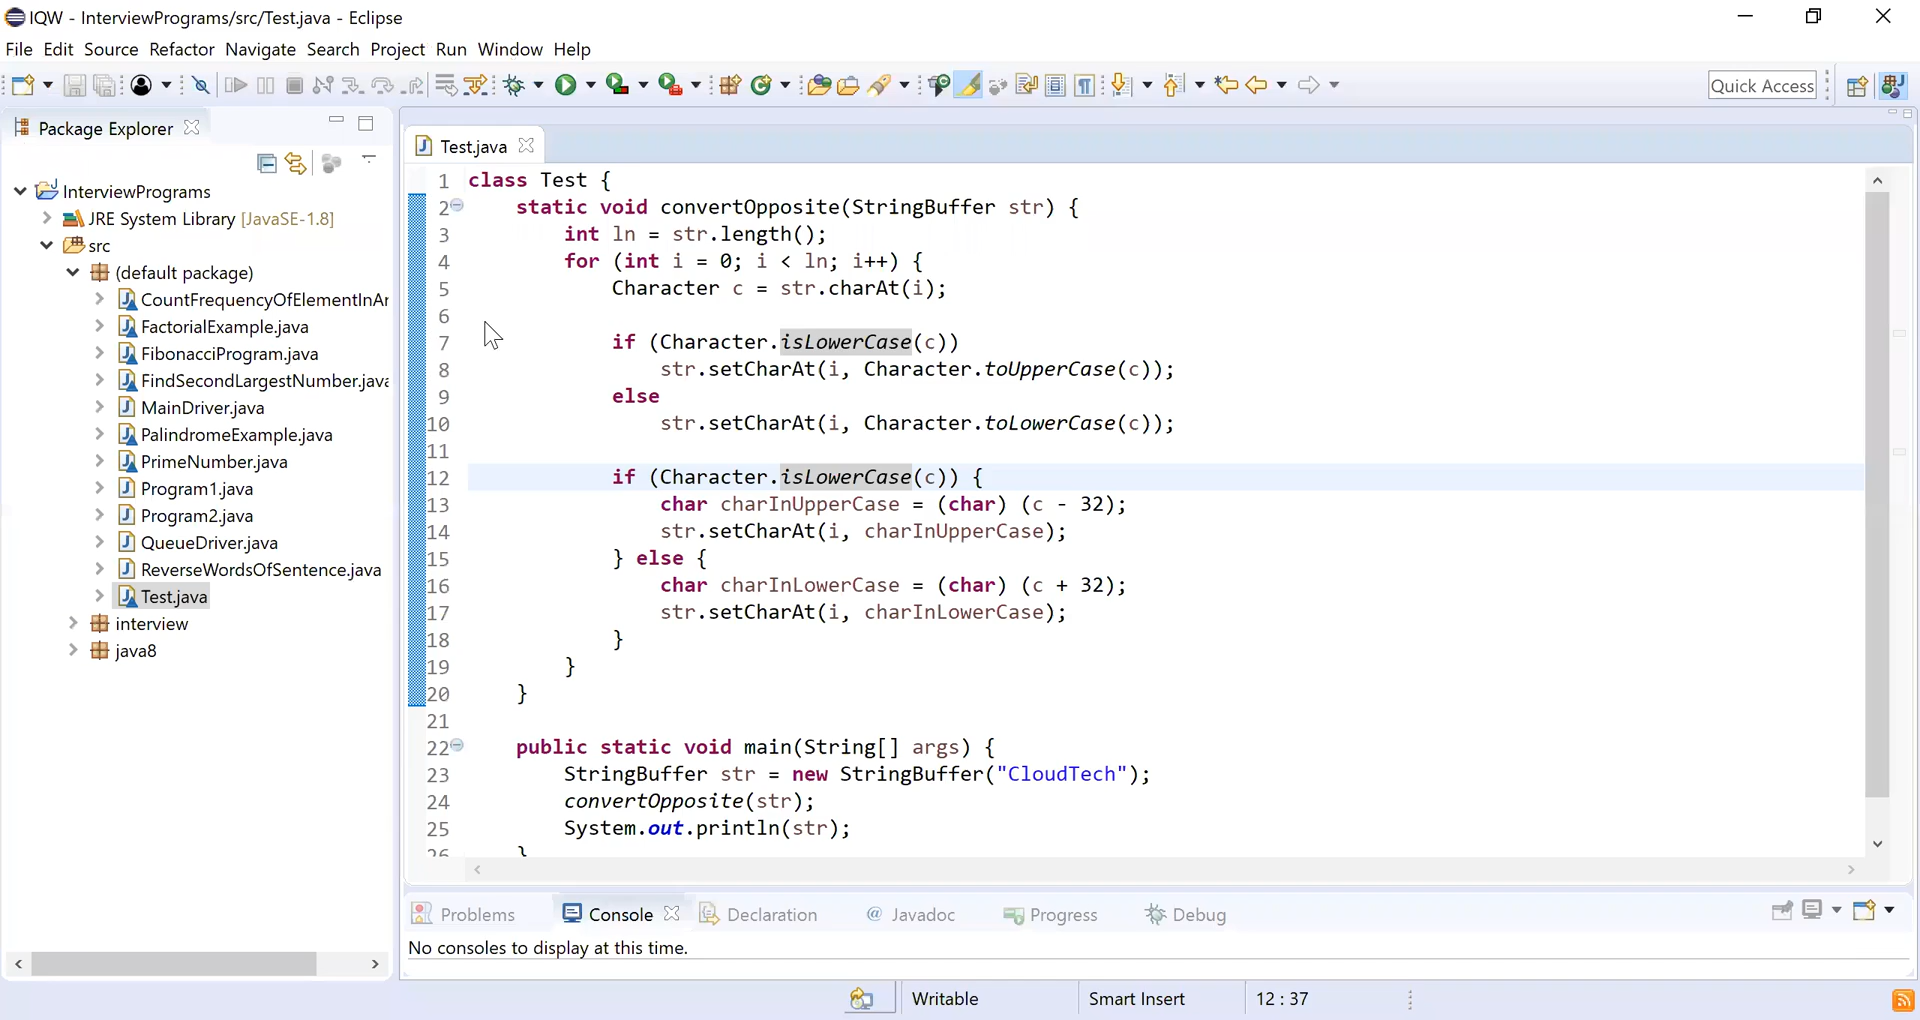 IQW - InterviewPrograms/src/Test.java - Eclipse
File Edit Source Refactor Navigate Search Project Run Window Help
Quick Access
Package Explorer
InterviewPrograms
JRE System Library [JavaSE-1.8]
src
(default package)
CountFrequencyOfElementInAr
FactorialExample.java
FibonacciProgram.java
FindSecondLargestNumber.java
MainDriver.java
PalindromeExample.java
PrimeNumber.java
Program1.java
Program2.java
QueueDriver.java
ReverseWordsOfSentence.java
Test.java
interview
java8
Test.java
1 class Test {
2 static void convertOpposite(StringBuffer str) {
3 int ln = str.length();
4 for (int i = 0; i < ln; i++) {
5 Character c = str.charAt(i);
6
7 if (Character.isLowerCase(c))
8 str.setCharAt(i, Character.toUpperCase(c));
9 else
10 str.setCharAt(i, Character.toLowerCase(c));
11
12 if (Character.isLowerCase(c)) {
13 char charInUpperCase = (char) (c - 32);
14 str.setCharAt(i, charInUpperCase);
15 } else {
16 char charInLowerCase = (char) (c + 32);
17 str.setCharAt(i, charInLowerCase);
18 }
19 }
20 }
21
22 public static void main(String[] args) {
23 StringBuffer str = new StringBuffer("CloudTech");
24 convertOpposite(str);
25 System.out.println(str);
26 }
Problems Console Declaration @ Javadoc Progress Debug
No consoles to display at this time.
Writable Smart Insert 12 : 37